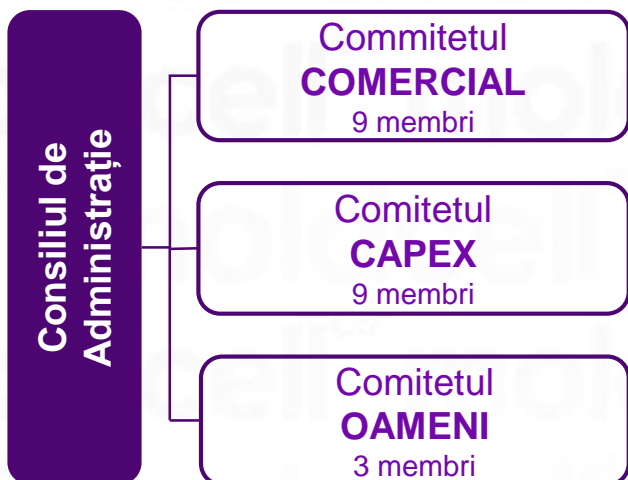 Consiliul de
Administrație
Commitetul
COMERCIAL
9 membri
Comitetul
CAPEX
9 membri
Comitetul
OAMENI
3 membri